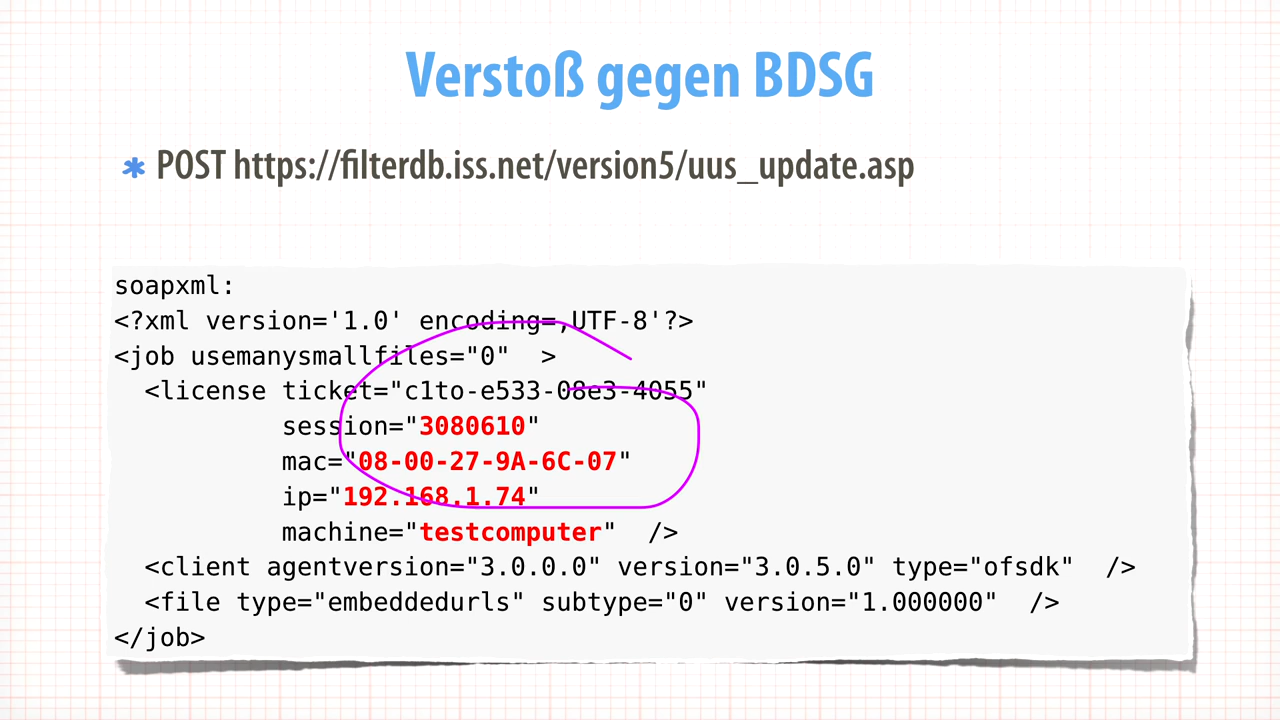 Verstoß gegen BDSG
* POST https://filterdb.iss.net/version5/uus_update.asp
soapxml:
<?xml version='1.0' encoding=‚UTF-8'?>
<job usemanysmallfiles="0"  >
  <license ticket="c1to-e533-08e3-4055"
           session="3080610"
           mac="08-00-27-9A-6C-07"
           ip="192.168.1.74"
           machine="testcomputer"  />
  <client agentversion="3.0.0.0" version="3.0.5.0" type="ofsdk"  />
  <file type="embeddedurls" subtype="0" version="1.000000"  />
</job>